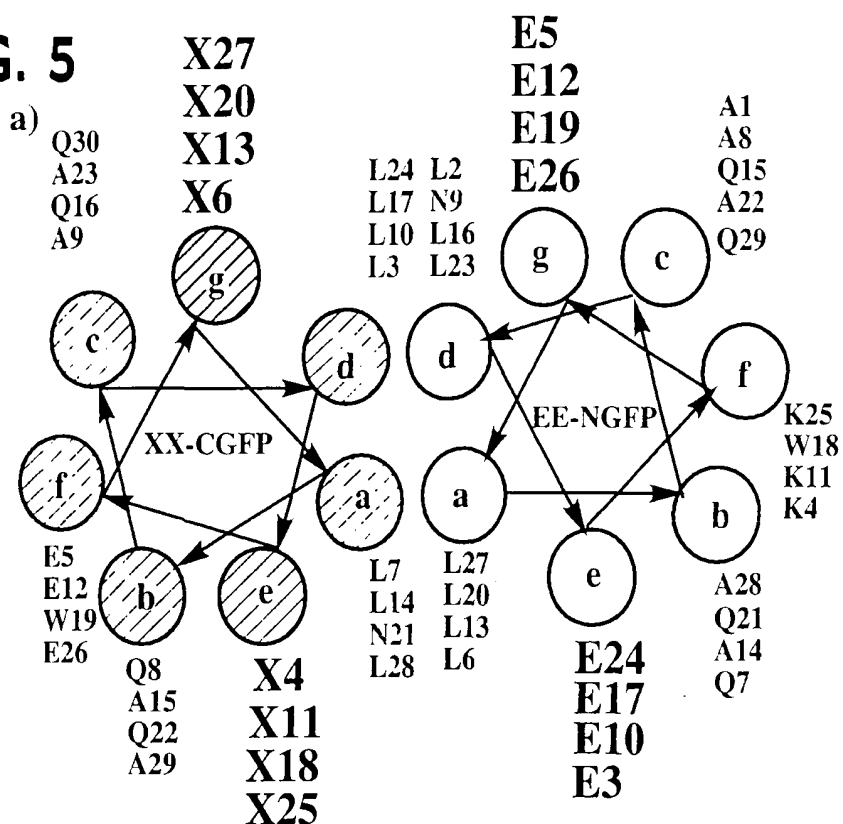 G. 5
a)
X27
X20
X13
X6
Q30
A23
Q16
A9
g
c
d
f
XX-CGFP
a
b
e
E5
E12
W19
E26
Q8
A15
Q22
A29
X4
X11
X18
X25
L7
L14
N21
L28
L24 L2
L17 N9
L10 L16
L3 L23
E5
E12
E19
E26
A1
A8
Q15
A22
Q29
g
c
d
f
EE-NGFP
a
b
e
K25
W18
K11
K4
L27
L20
L13
L6
A28
Q21
A14
Q7
E24
E17
E10
E3